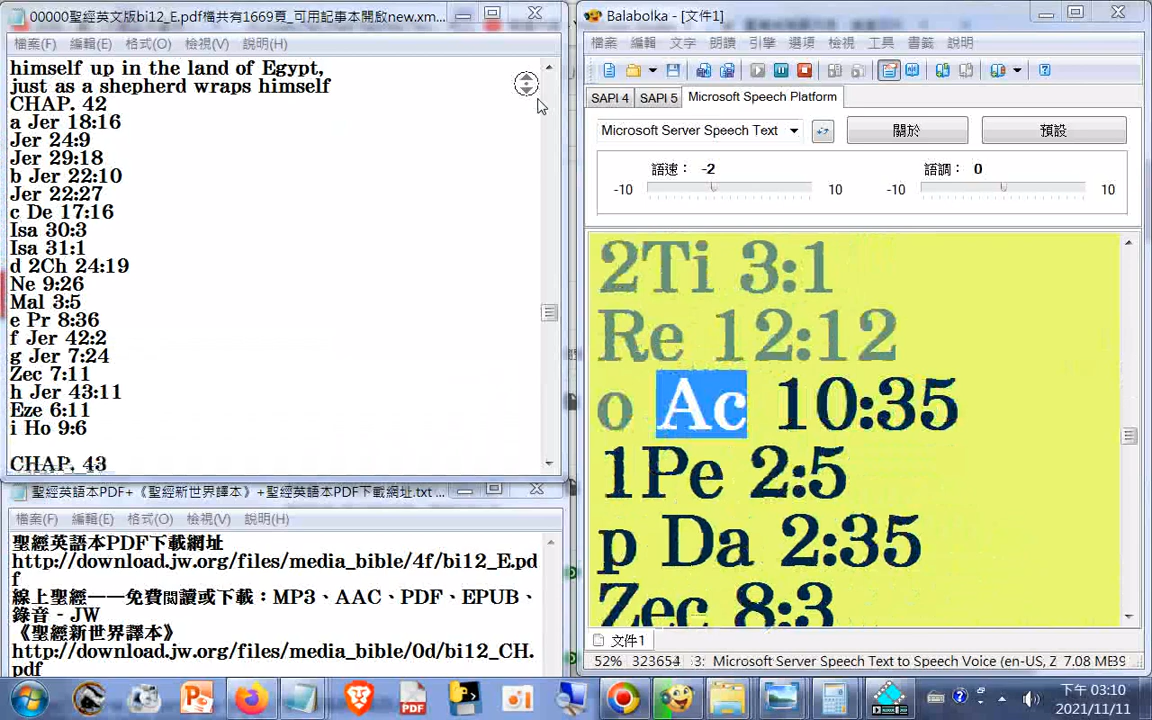 00000聖經英文版bi12_E.pdf檔共有1669頁_可用記事本開啟new.xm...
檔案(F) 編輯(E) 格式(O) 檢視(V) 說明(H)
himself up in the land of Egypt,
just as a shepherd wraps himself
CHAP. 42
a Jer 18:16
Jer 24:9
Jer 29:18
b Jer 22:10
Jer 22:27
c De 17:16
Isa 30:3
Isa 31:1
d 2Ch 24:19
Ne 9:26
Mal 3:5
e Pr 8:36
f Jer 42:2
g Jer 7:24
Zec 7:11
h Jer 43:11
Eze 6:11
i Ho 9:6
CHAP. 43
聖經英語本PDF+《聖經新世界譯本》+聖經英語本PDF下載網址.txt ...
檔案(F) 編輯(E) 格式(O) 檢視(V) 說明(H)
聖經英語本PDF下載網址
http://download.jw.org/files/media_bible/4f/bi12_E.pd
f
線上聖經——免費閱讀或下載：MP3、AAC、PDF、EPUB、
錄音 - JW
《聖經新世界譯本》
http://download.jw.org/files/media_bible/0d/bi12_CH.
pdf
Balabolka - [文件1]
檔案 編輯 文字 朗讀 引擎 選項 檢視 工具 書籤 說明
SAPI 4 SAPI 5 Microsoft Speech Platform
Microsoft Server Speech Text 關於 預設
語速： -2 語調： 0
-10 10 -10 10
2Ti 3:1
Re 12:12
o Ac 10:35
1Pe 2:5
p Da 2:35
Zec 8:3
文件1
52% 323654 3: Microsoft Server Speech Text to Speech Voice (en-US, Z 7.08 MB
下午 03:10
2021/11/11